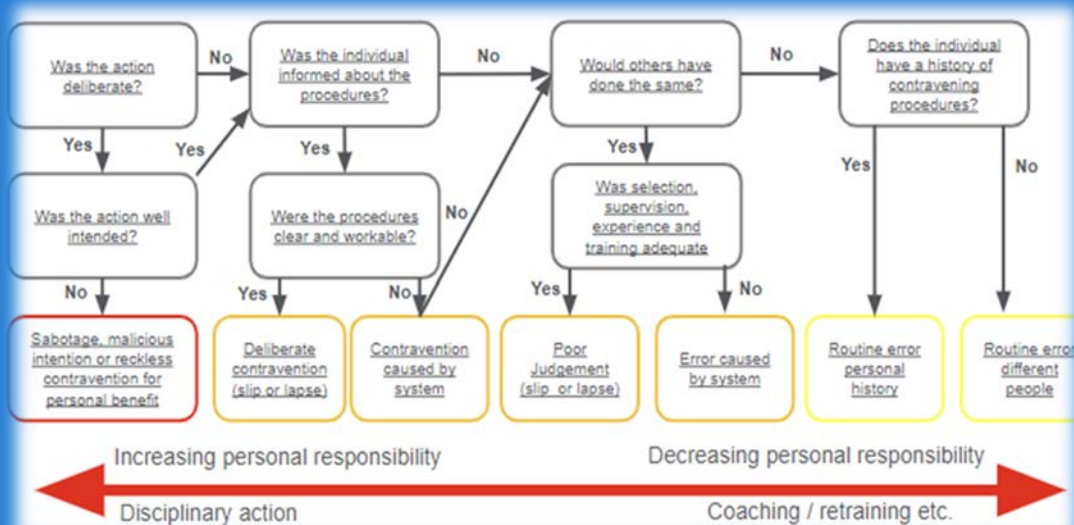 Was the action
deliberate?
No
Was the individual
informed about the
procedures?
No
Would others have
done the same?
No
Does the individual
have a history of
contravening
procedures?
Yes
Yes
Yes
Yes
Yes
No
Was the action well
intended?
Were the procedures
clear and workable?
No
Was selection,
supervision,
experience and
training adequate
No
Yes
No
Yes
No
Sabotage, malicious
intention or reckless
contravention for
personal benefit
Deliberate
contravention
(slip or lapse)
Contravention
caused by
system
Poor
Judgement
(slip or lapse)
Error caused
by system
Routine error
personal
history
Routine error
different
people
Increasing personal responsibility
Decreasing personal responsibility
Disciplinary action
Coaching / retraining etc.